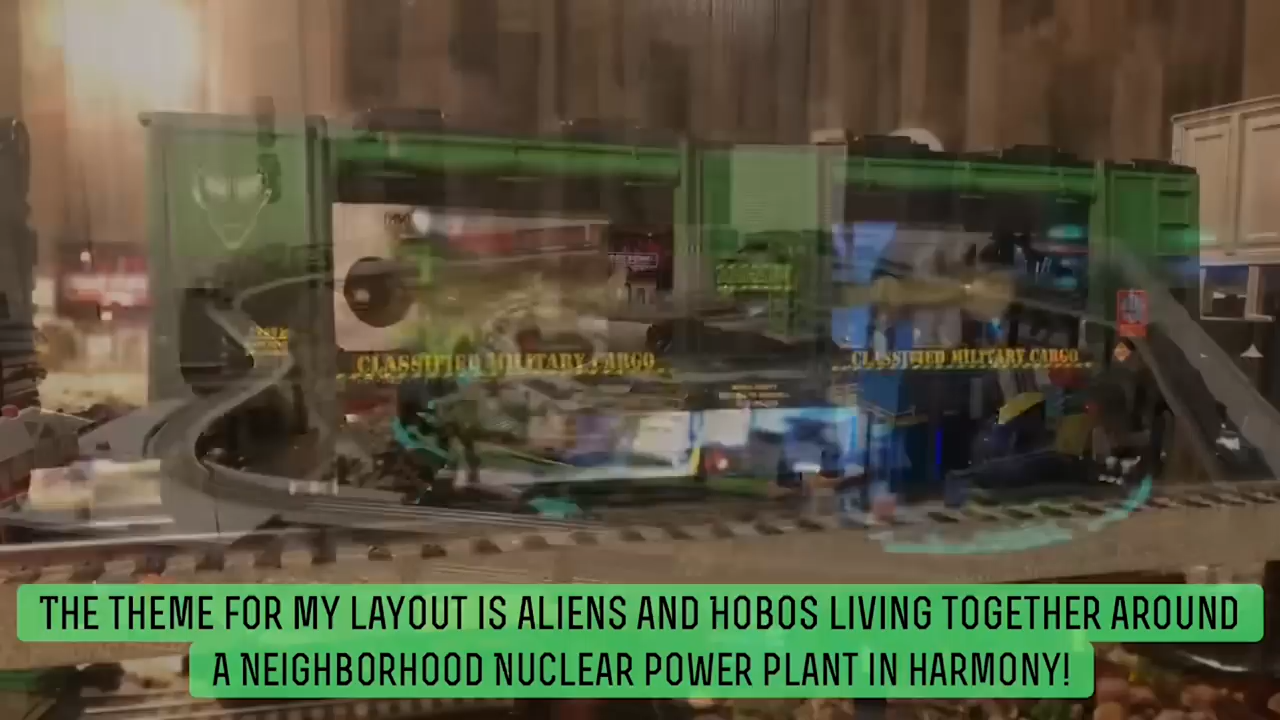 CLASSIFIED MILITARY CARGO
CLASSIFIED MILITARY CARGO
THE THEME FOR MY LAYOUT IS ALIENS AND HOBOS LIVING TOGETHER AROUND
A NEIGHBORHOOD NUCLEAR POWER PLANT IN HARMONY!